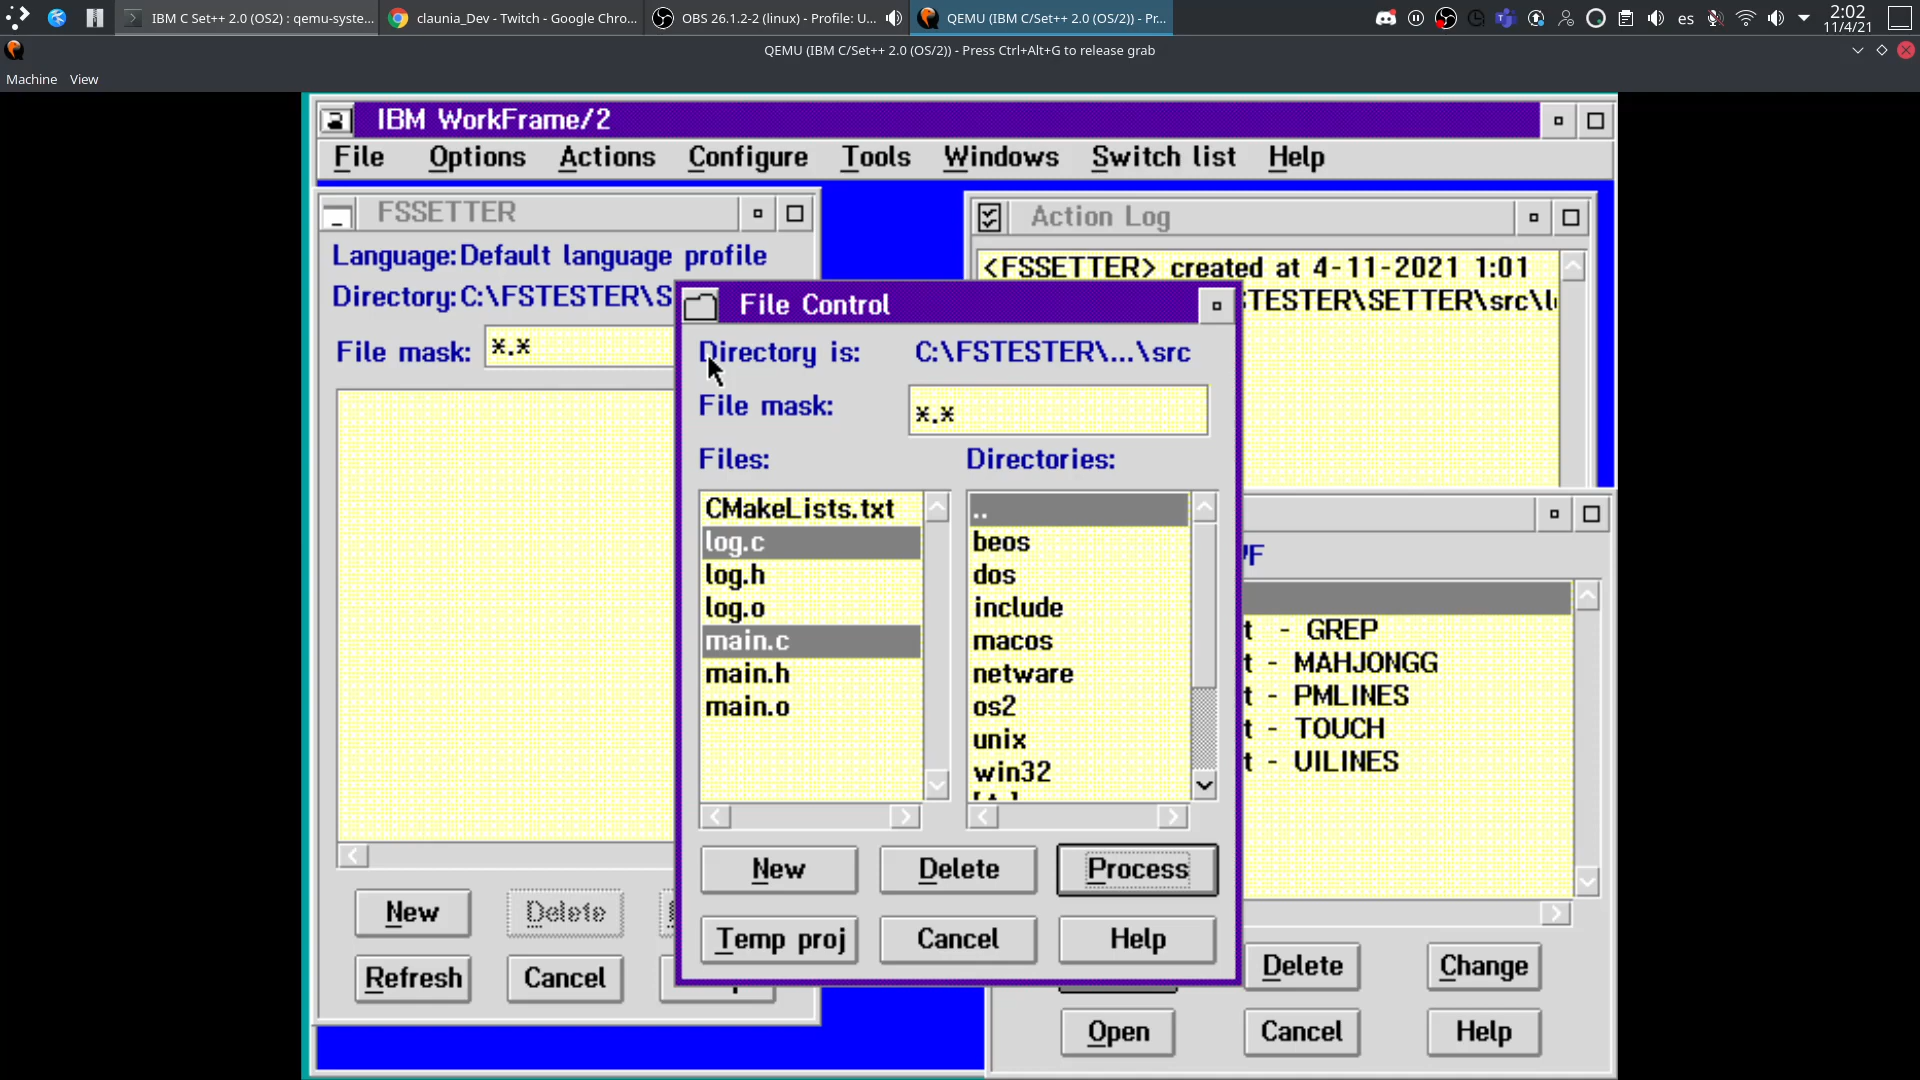 IBM C Set++ 2.0 (OS2) : qemu-syste...
claunia_Dev - Twitch - Google Chro...
OBS 26.1.2-2 (linux) - Profile: U...
QEMU (IBM C/Set++ 2.0 (OS/2)) - Pr...
es
2:02
11/4/21
QEMU (IBM C/Set++ 2.0 (OS/2)) - Press Ctrl+Alt+G to release grab
Machine View
IBM WorkFrame/2
File Options Actions Configure Tools Windows Switch list Help
FSSETTER
Language: Default language profile
Directory: C:\FSTESTER\S
File mask: *.*
New Delete
Refresh Cancel
Action Log
<FSSETTER> created at 4-11-2021 1:01
TESTER\SETTER\src\l
File Control
Directory is: C:\FSTESTER\...\src
File mask: *.*
Files: Directories:
CMakeLists.txt
log.c
log.h
log.o
main.c
main.h
main.o
..
beos
dos
include
macos
netware
os2
unix
win32
New Delete Process
Temp proj Cancel Help
t - GREP
t - MAHJONGG
t - PMLINES
t - TOUCH
t - UILINES
Delete Change
Open Cancel Help